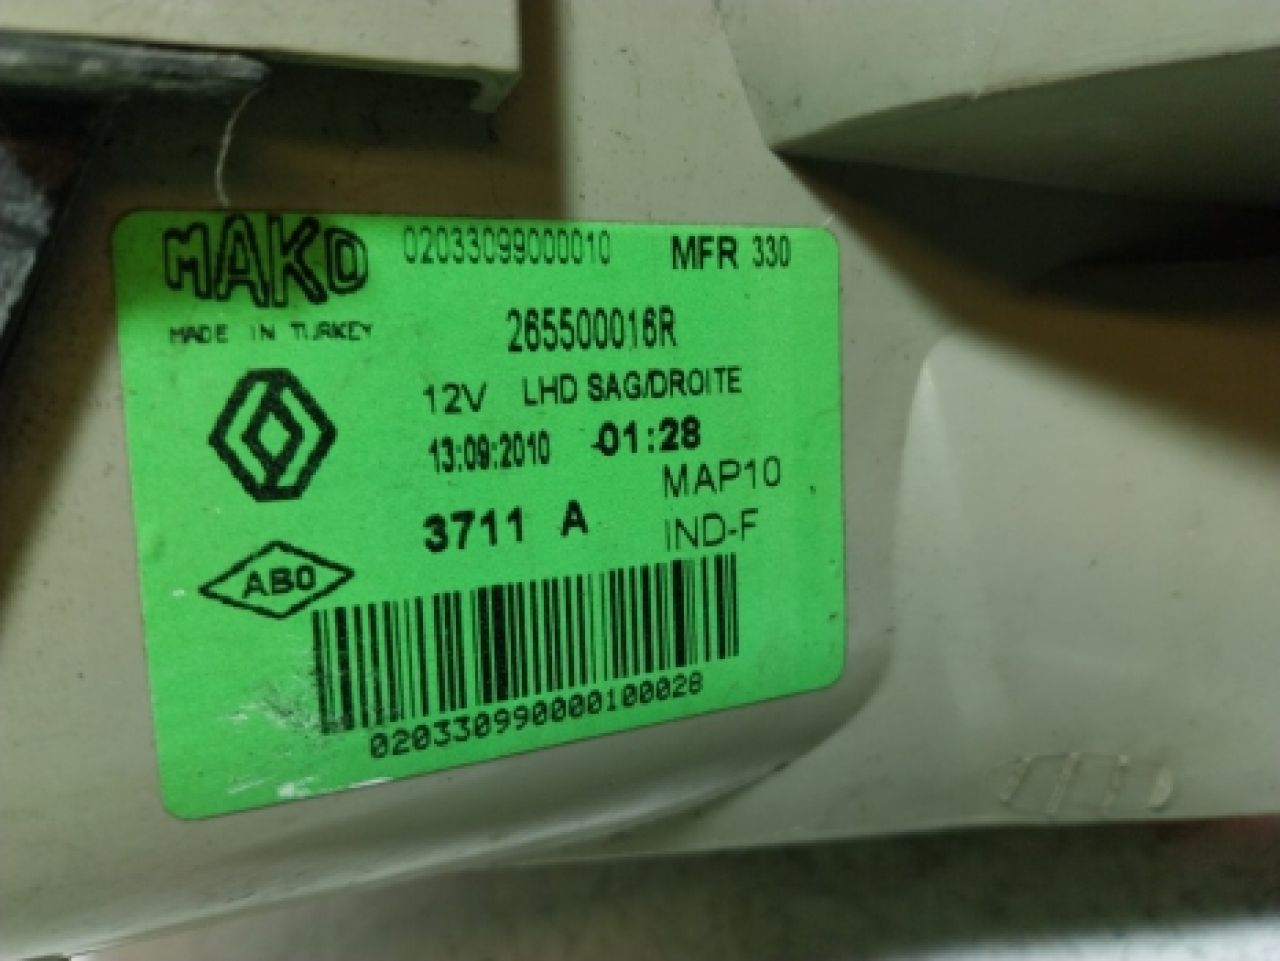 MAKO 02033099000010 MFR 330
MADE IN TURKEY
265500016R
12V LHD SAG/DROITE
13:09:2010 01:28
MAP10
3711 A
IND-F
ABO
020330990000100028